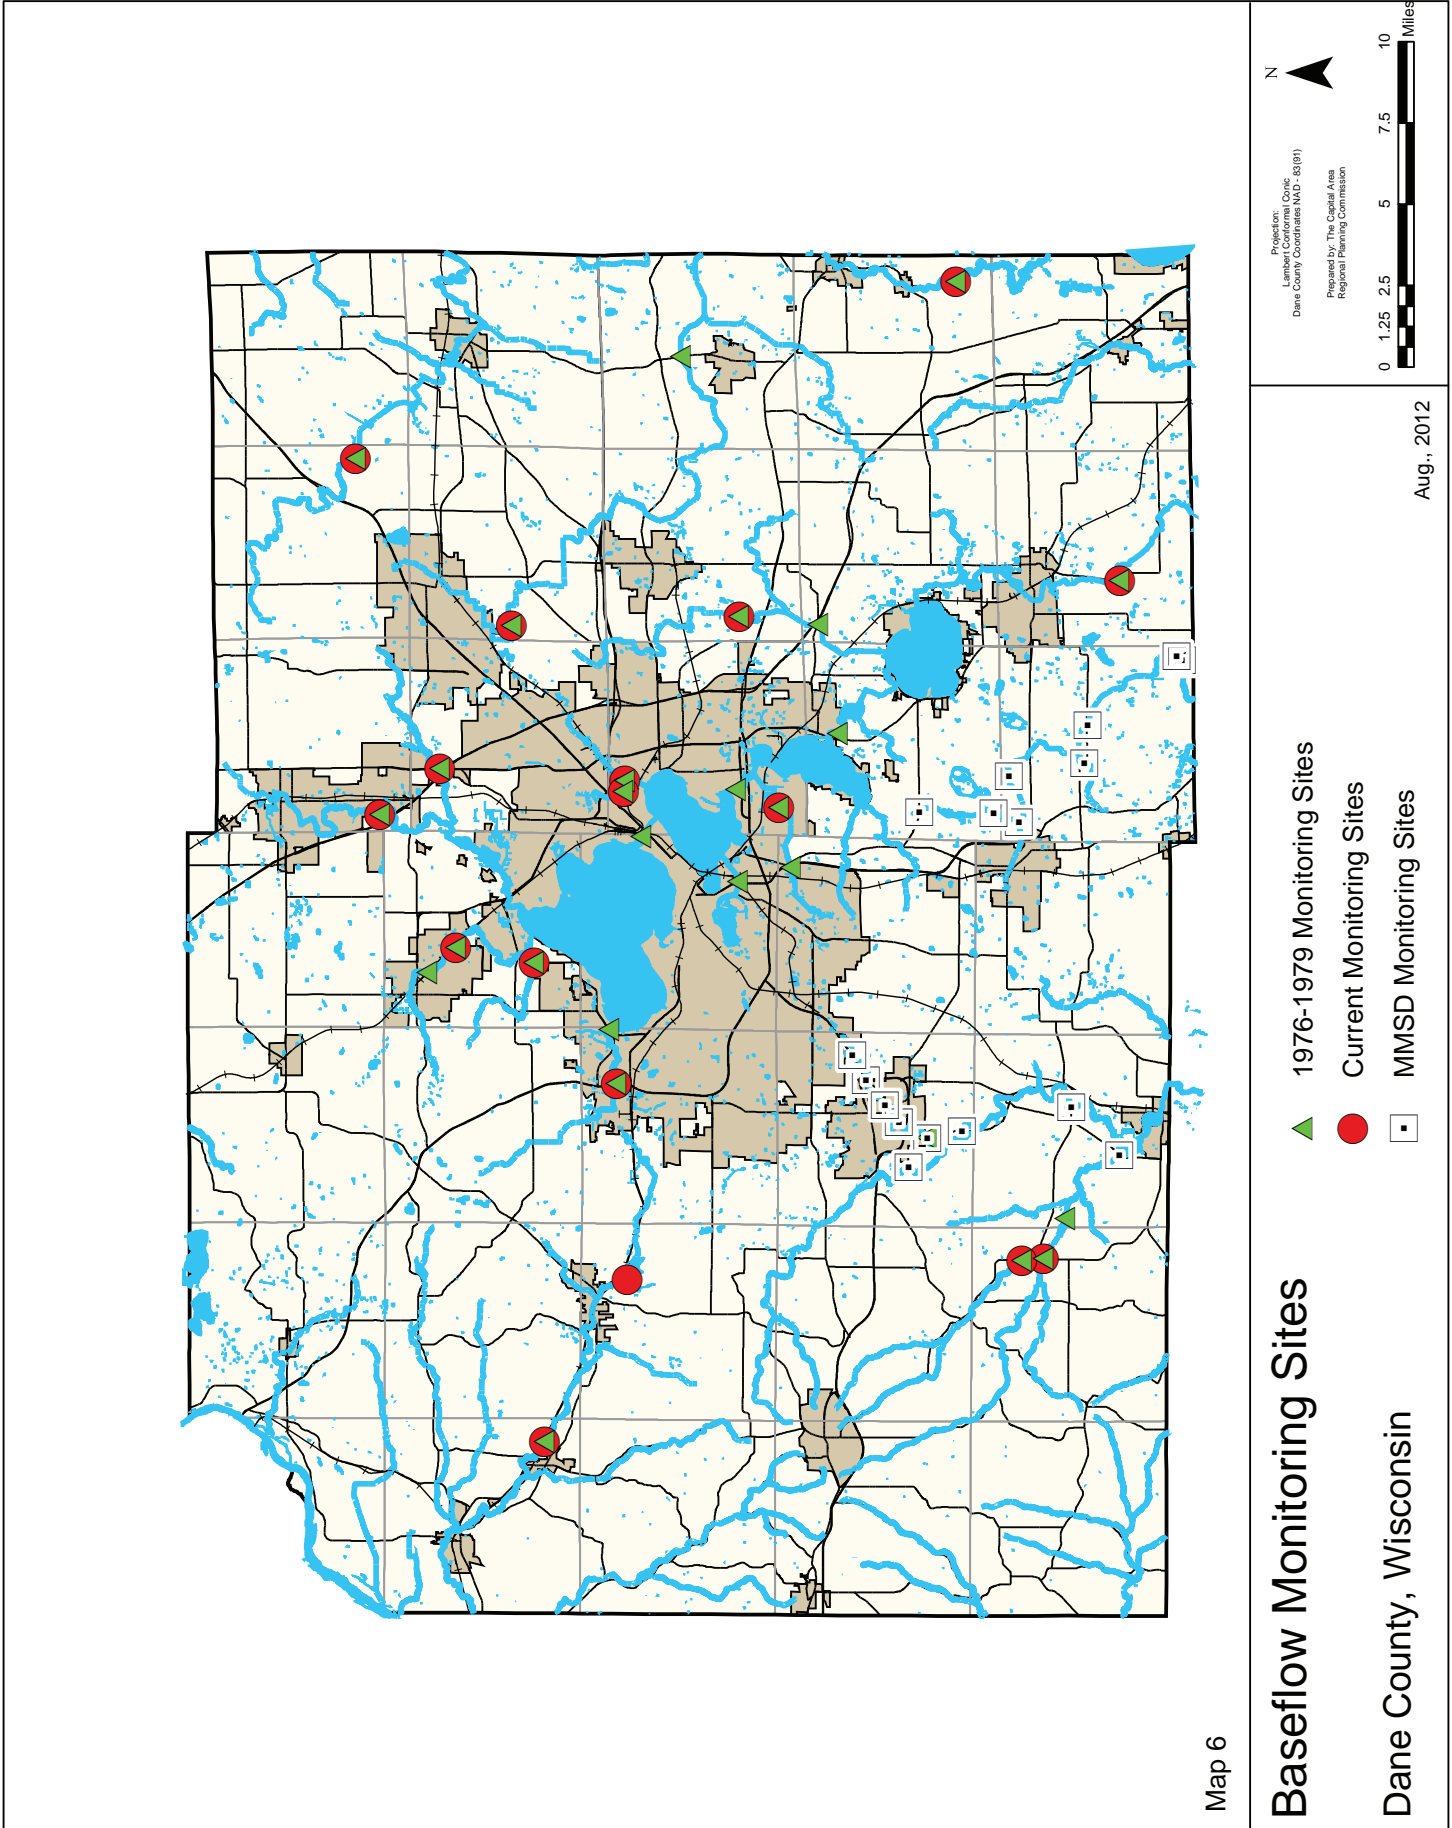 Map 6
Baseflow Monitoring Sites
Dane County, Wisconsin
1976-1979 Monitoring Sites
Current Monitoring Sites
MMSD Monitoring Sites
Aug., 2012
Projection:
Lambert Conformal Conic
Dane County Coordinates NAD - 83(91)
Prepared by: The Capital Area
Regional Planning Commission
N
0 1.25 2.5 5 7.5 10
Miles